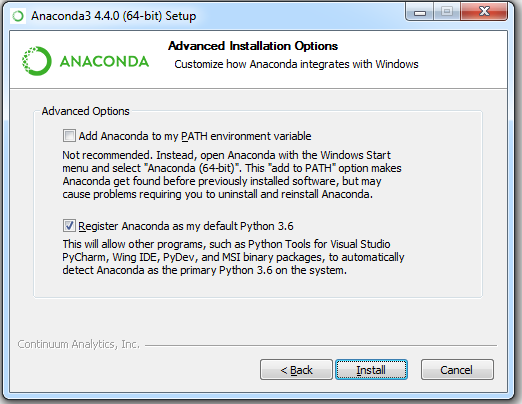 Anaconda3 4.4.0 (64-bit) Setup
ANACONDA
Advanced Installation Options
Customize how Anaconda integrates with Windows
Advanced Options
Add Anaconda to my PATH environment variable
Not recommended. Instead, open Anaconda with the Windows Start
menu and select "Anaconda (64-bit)". This "add to PATH" option makes
Anaconda get found before previously installed software, but may
cause problems requiring you to uninstall and reinstall Anaconda.
Register Anaconda as my default Python 3.6
This will allow other programs, such as Python Tools for Visual Studio
PyCharm, Wing IDE, PyDev, and MSI binary packages, to automatically
detect Anaconda as the primary Python 3.6 on the system.
Continuum Analytics, Inc.
< Back Install Cancel